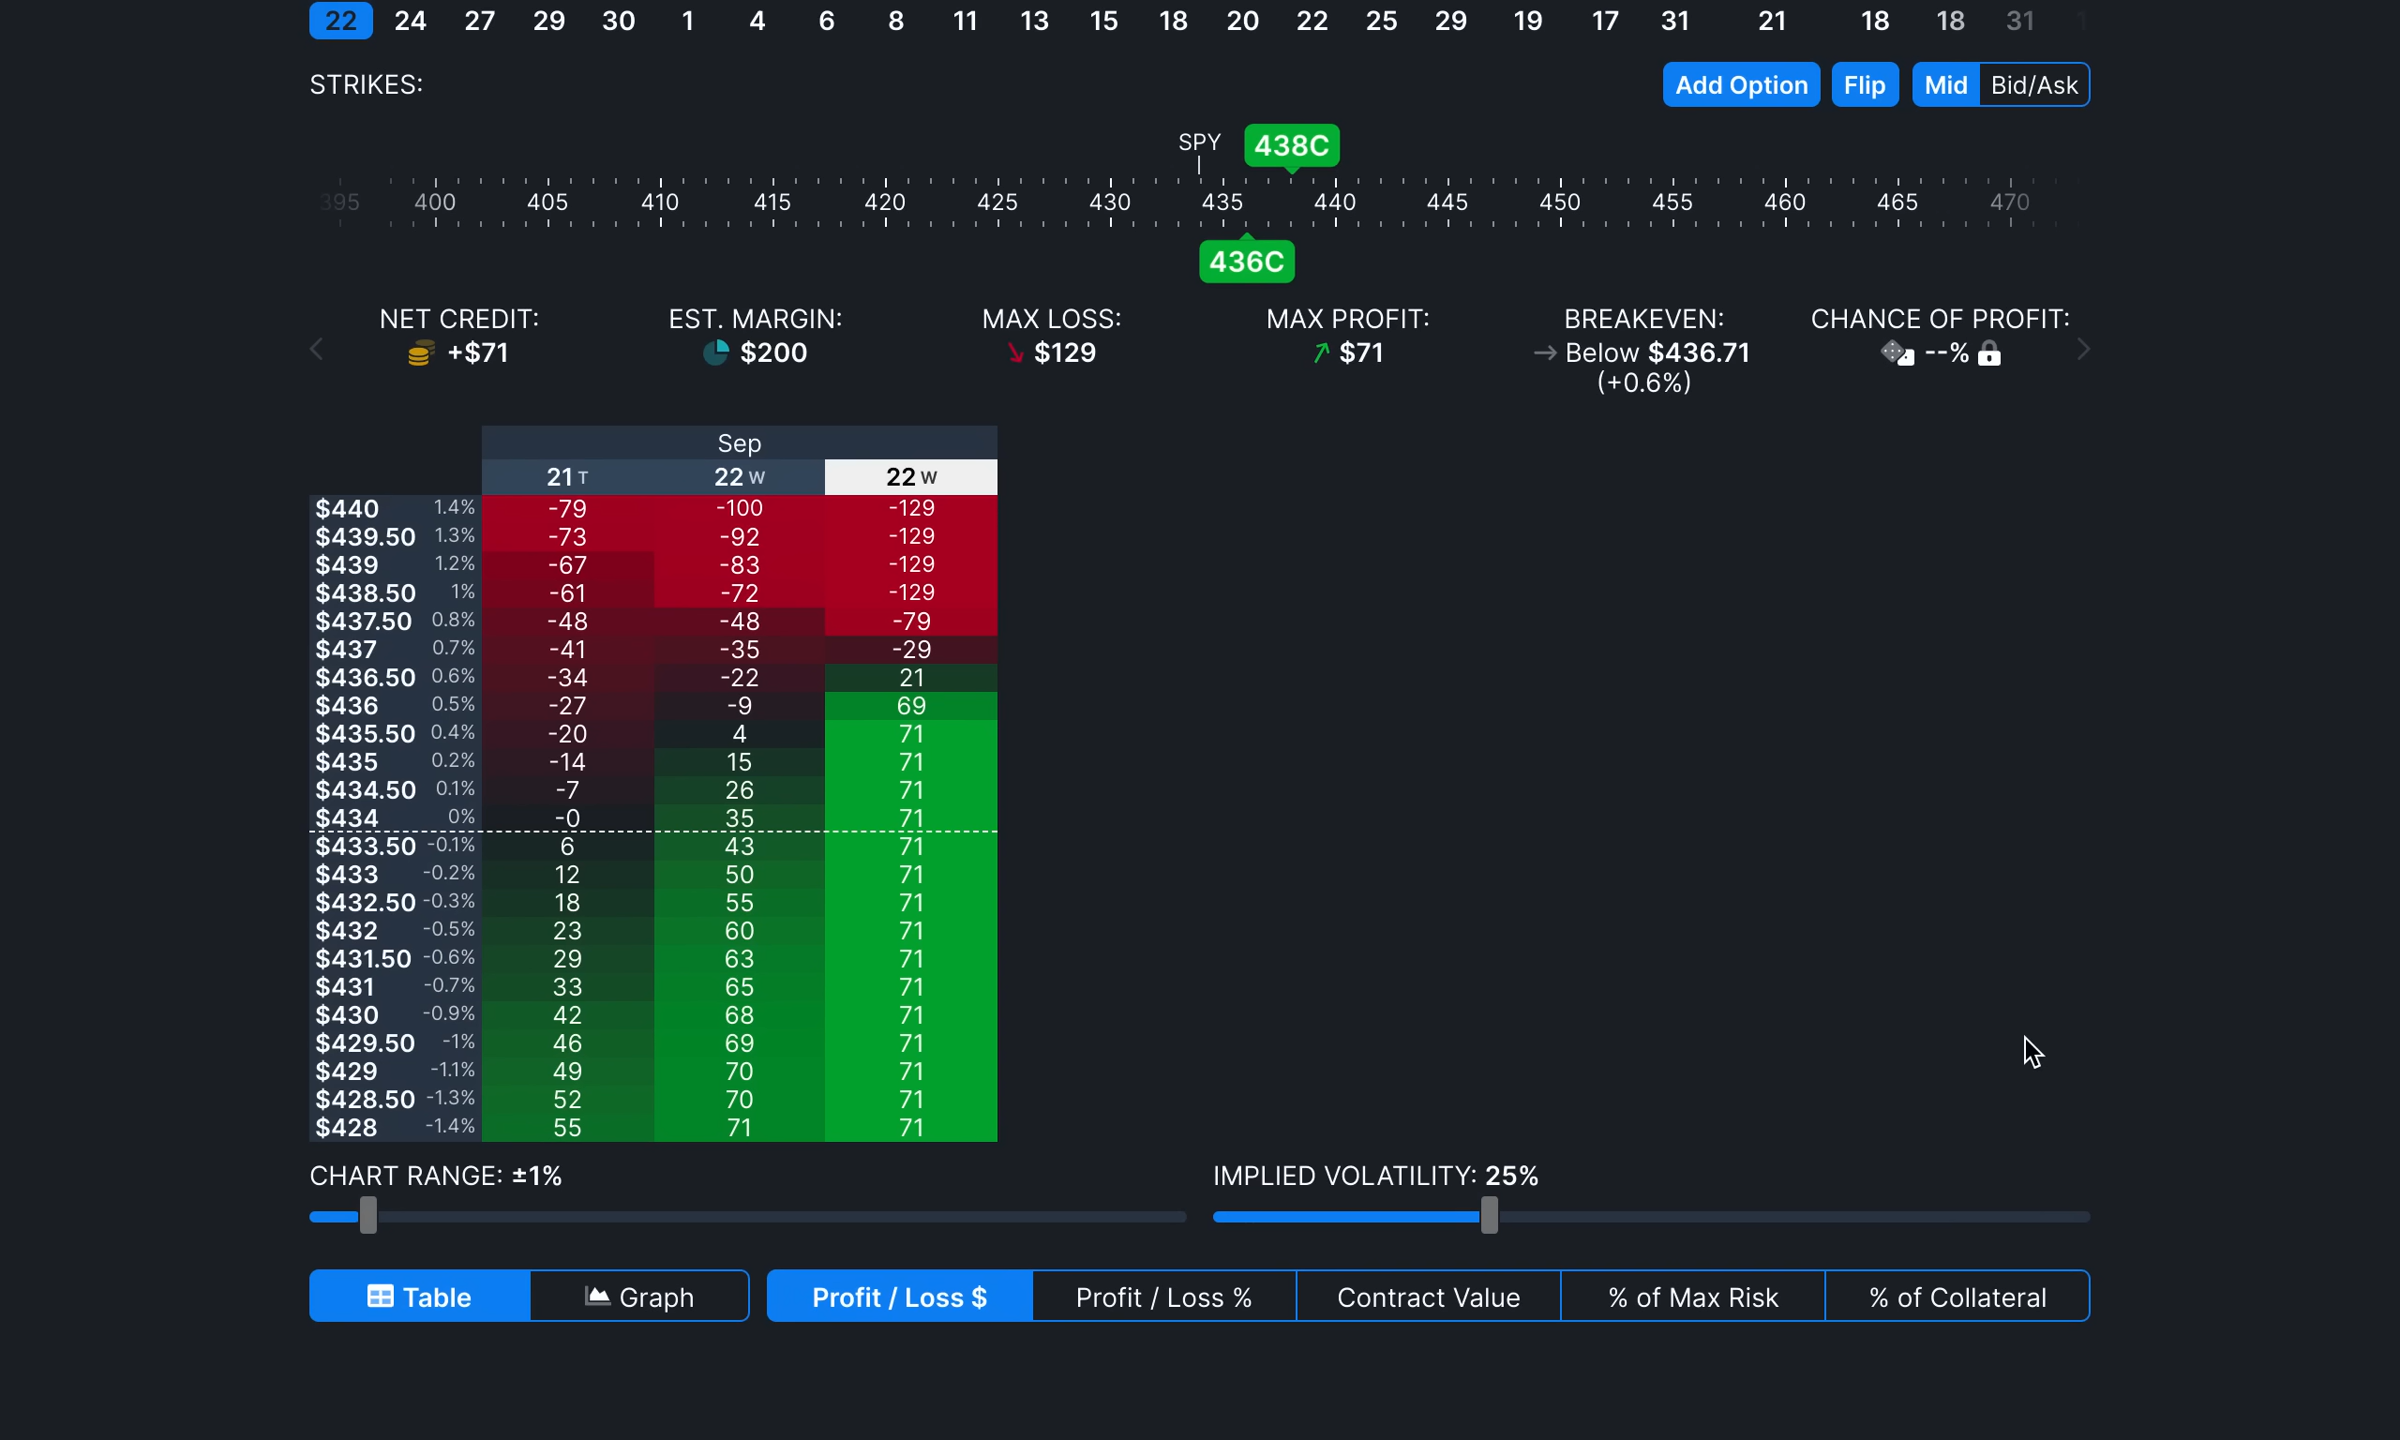 22 24 27 29 30 1 4 6 8 11 13 15 18 20 22 25 29 19 17 31 21 18 18 31
STRIKES:
Add Option Flip Mid Bid/Ask
SPY 438C
395 400 405 410 415 420 425 430 435 440 445 450 455 460 465 470
436C
NET CREDIT: EST. MARGIN: MAX LOSS: MAX PROFIT: BREAKEVEN: CHANCE OF PROFIT:
+$71 $200 $129 $71 → Below $436.71 --%
(+0.6%)
Sep
21 T 22 W 22 W
$440 1.4% -79 -100 -129
$439.50 1.3% -73 -92 -129
$439 1.2% -67 -83 -129
$438.50 1% -61 -72 -129
$437.50 0.8% -48 -48 -79
$437 0.7% -41 -35 -29
$436.50 0.6% -34 -22 21
$436 0.5% -27 -9 69
$435.50 0.4% -20 4 71
$435 0.2% -14 15 71
$434.50 0.1% -7 26 71
$434 0% -0 35 71
$433.50 -0.1% 6 43 71
$433 -0.2% 12 50 71
$432.50 -0.3% 18 55 71
$432 -0.5% 23 60 71
$431.50 -0.6% 29 63 71
$431 -0.7% 33 65 71
$430 -0.9% 42 68 71
$429.50 -1% 46 69 71
$429 -1.1% 49 70 71
$428.50 -1.3% 52 70 71
$428 -1.4% 55 71 71
CHART RANGE: ±1% IMPLIED VOLATILITY: 25%
Table Graph Profit / Loss $ Profit / Loss % Contract Value % of Max Risk % of Collateral